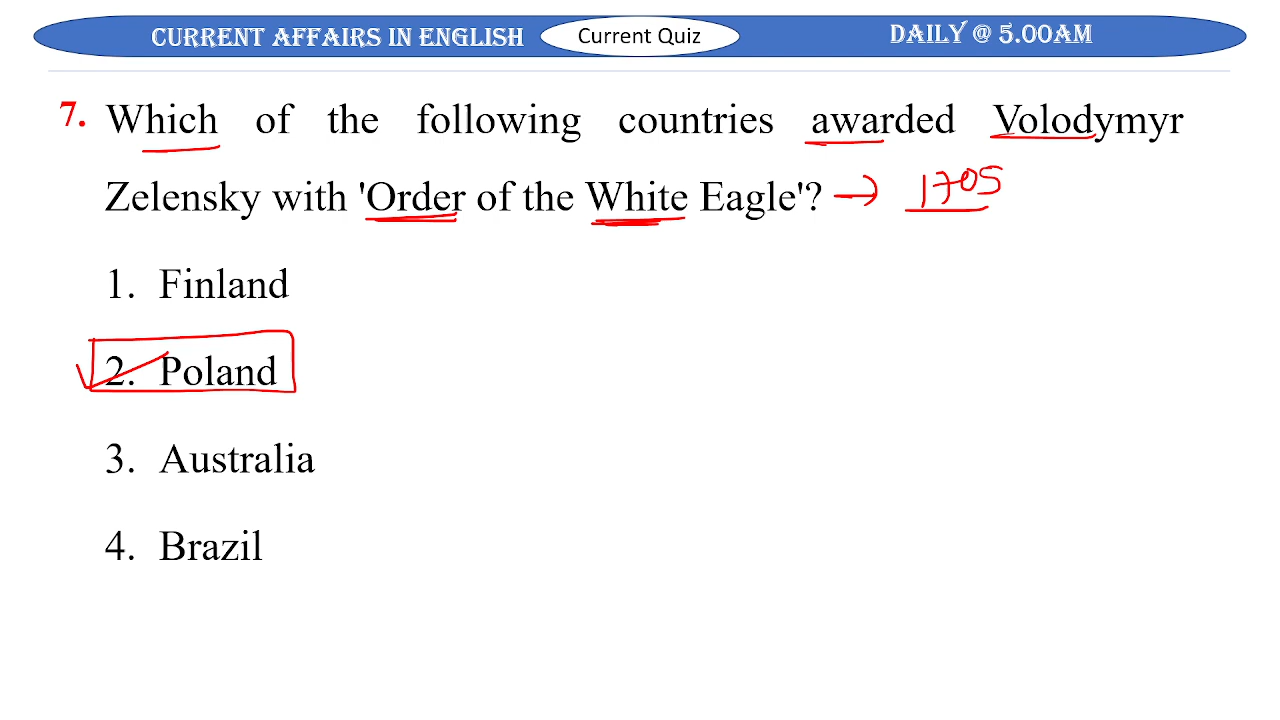 CURRENT AFFAIRS IN ENGLISH
Current Quiz
DAILY @ 5.00AM
7. Which of the following countries awarded Volodymyr
Zelensky with 'Order of the White Eagle'? → 1705
1. Finland
2. Poland
3. Australia
4. Brazil